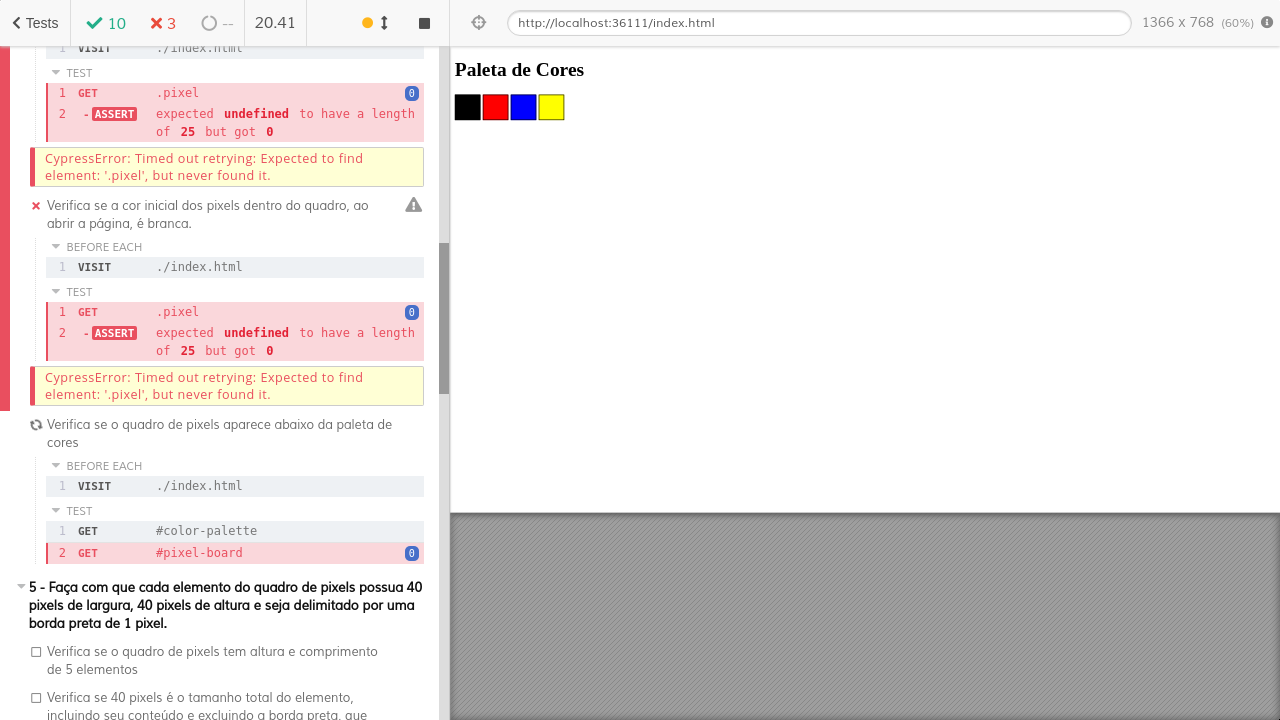 Tests
10
3
--
20.41
http://localhost:36111/index.html
1366 x 768 (60%)
1 VISIT ./index.html
TEST
1 GET .pixel 0
2 - ASSERT expected undefined to have a length
of 25 but got 0
CypressError: Timed out retrying: Expected to find
element: '.pixel', but never found it.
Verifica se a cor inicial dos pixels dentro do quadro, ao
abrir a página, é branca.
BEFORE EACH
1 VISIT ./index.html
TEST
1 GET .pixel 0
2 - ASSERT expected undefined to have a length
of 25 but got 0
CypressError: Timed out retrying: Expected to find
element: '.pixel', but never found it.
Verifica se o quadro de pixels aparece abaixo da paleta de
cores
BEFORE EACH
1 VISIT ./index.html
TEST
1 GET #color-palette
2 GET #pixel-board 0
5 - Faça com que cada elemento do quadro de pixels possua 40
pixels de largura, 40 pixels de altura e seja delimitado por uma
borda preta de 1 pixel.
Verifica se o quadro de pixels tem altura e comprimento
de 5 elementos
Verifica se 40 pixels é o tamanho total do elemento,
incluindo seu conteúdo e excluindo a borda preta, que
Paleta de Cores